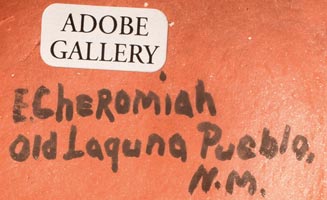 ADOBE
GALLERY
E.Cheromiah
Old Laguna Pueblo,
N.M.